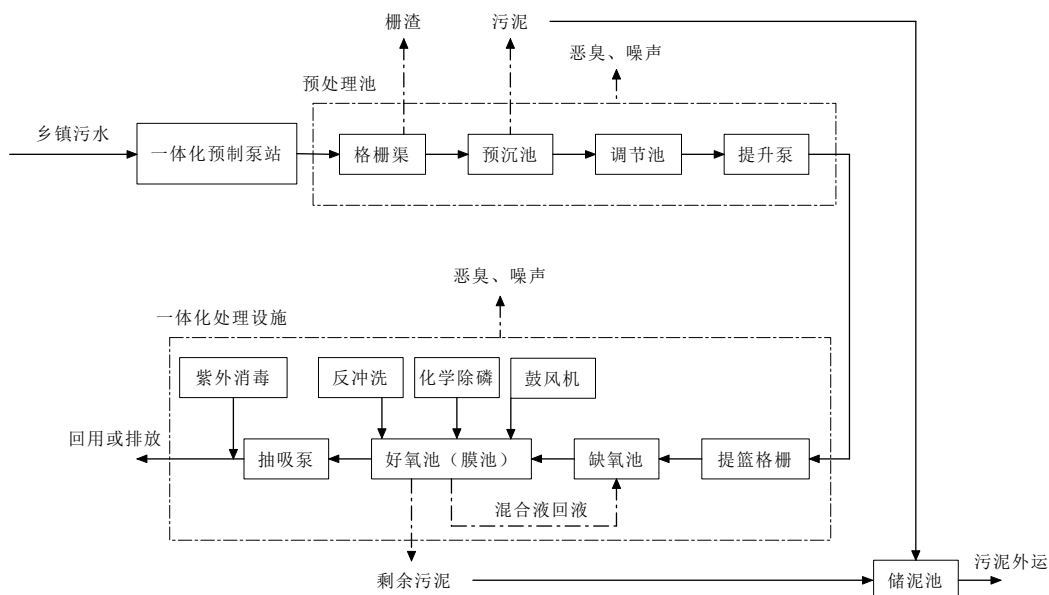 栅渣
污泥
恶臭、噪声
预处理池
乡镇污水
一体化预制泵站
格栅渠
预沉池
调节池
提升泵
恶臭、噪声
一体化处理设施
紫外消毒
反冲洗
化学除磷
鼓风机
回用或排放
抽吸泵
好氧池（膜池）
缺氧池
提篮格栅
混合液回液
剩余污泥
储泥池
污泥外运